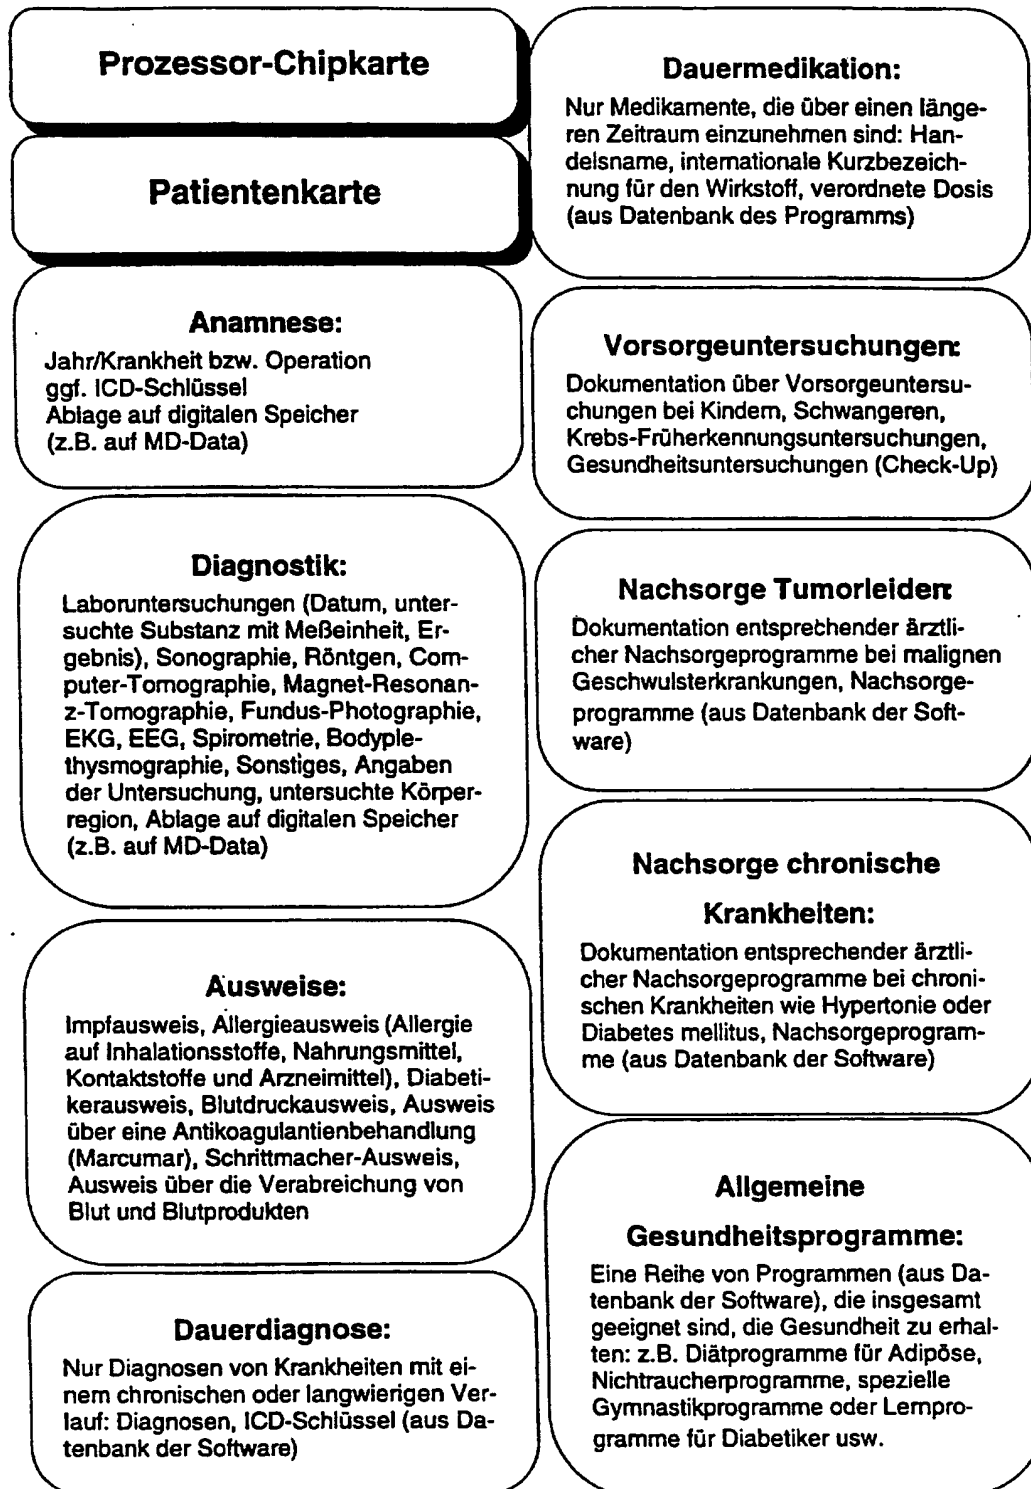 Prozessor-Chipkarte
Patientenkarte
Anamnese:
Jahr/Krankheit bzw. Operation
ggf. ICD-Schlüssel
Ablage auf digitalen Speicher
(z.B. auf MD-Data)
Diagnostik:
Laboruntersuchungen (Datum, unter-
suchte Substanz mit Meßeinheit, Er-
gebnis), Sonographie, Röntgen, Com-
puter-Tomographie, Magnet-Resonan-
z-Tomographie, Fundus-Photographie,
EKG, EEG, Spirometrie, Bodyple-
thysmographie, Sonstiges, Angaben
der Untersuchung, untersuchte Körper-
region, Ablage auf digitalen Speicher
(z.B. auf MD-Data)
Ausweise:
Impfausweis, Allergieausweis (Allergie
auf Inhalationsstoffe, Nahrungsmittel,
Kontaktstoffe und Arzneimittel), Diabeti-
kerausweis, Blutdruckausweis, Ausweis
über eine Antikoagulantienbehandlung
(Marcumar), Schrittmacher-Ausweis,
Ausweis über die Verabreichung von
Blut und Blutprodukten
Dauerdiagnose:
Nur Diagnosen von Krankheiten mit ei-
nem chronischen oder langwierigen Ver-
lauf: Diagnosen, ICD-Schlüssel (aus Da-
tenbank der Software)
Dauermedikation:
Nur Medikamente, die über einen länge-
ren Zeitraum einzunehmen sind: Han-
delsname, internationale Kurzbezeich-
nung für den Wirkstoff, verordnete Dosis
(aus Datenbank des Programms)
Vorsorgeuntersuchungen:
Dokumentation über Vorsorgeuntersu-
chungen bei Kindern, Schwangeren,
Krebs-Früherkennungsuntersuchungen,
Gesundheitsuntersuchungen (Check-Up)
Nachsorge Tumorleiden:
Dokumentation entsprechender ärztli-
cher Nachsorgeprogramme bei malignen
Geschwulsterkrankungen, Nachsorge-
programme (aus Datenbank der Soft-
ware)
Nachsorge chronische
Krankheiten:
Dokumentation entsprechender ärztli-
cher Nachsorgeprogramme bei chroni-
schen Krankheiten wie Hypertonie oder
Diabetes mellitus, Nachsorgeprogram-
me (aus Datenbank der Software)
Allgemeine
Gesundheitsprogramme:
Eine Reihe von Programmen (aus Da-
tenbank der Software), die insgesamt
geeignet sind, die Gesundheit zu erhal-
ten: z.B. Diätprogramme für Adipöse,
Nichtraucherprogramme, spezielle
Gymnastikprogramme oder Lernpro-
gramme für Diabetiker usw.